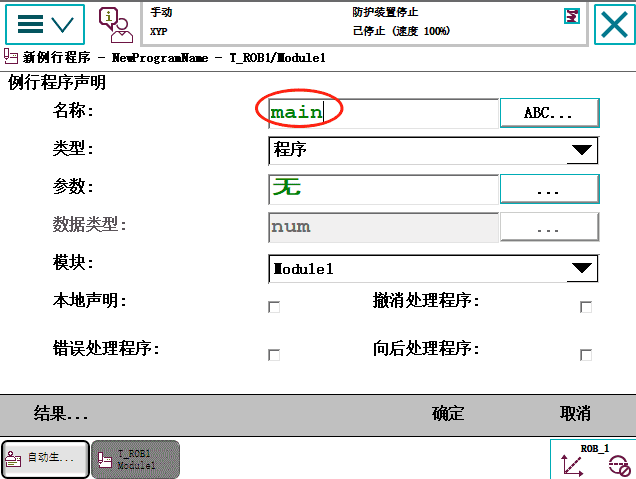 手动
防护装置停止
XYP
已停止 (速度 100%)
新例行程序 - NewProgramName - T_ROB1/Module1
例行程序声明
名称:
main
ABC...
类型:
程序
参数:
无
...
数据类型:
num
...
模块:
Module1
本地声明:
撤消处理程序:
错误处理程序:
向后处理程序:
结果...
确定
取消
自动生...
T_ROB1
Module1
ROB_1